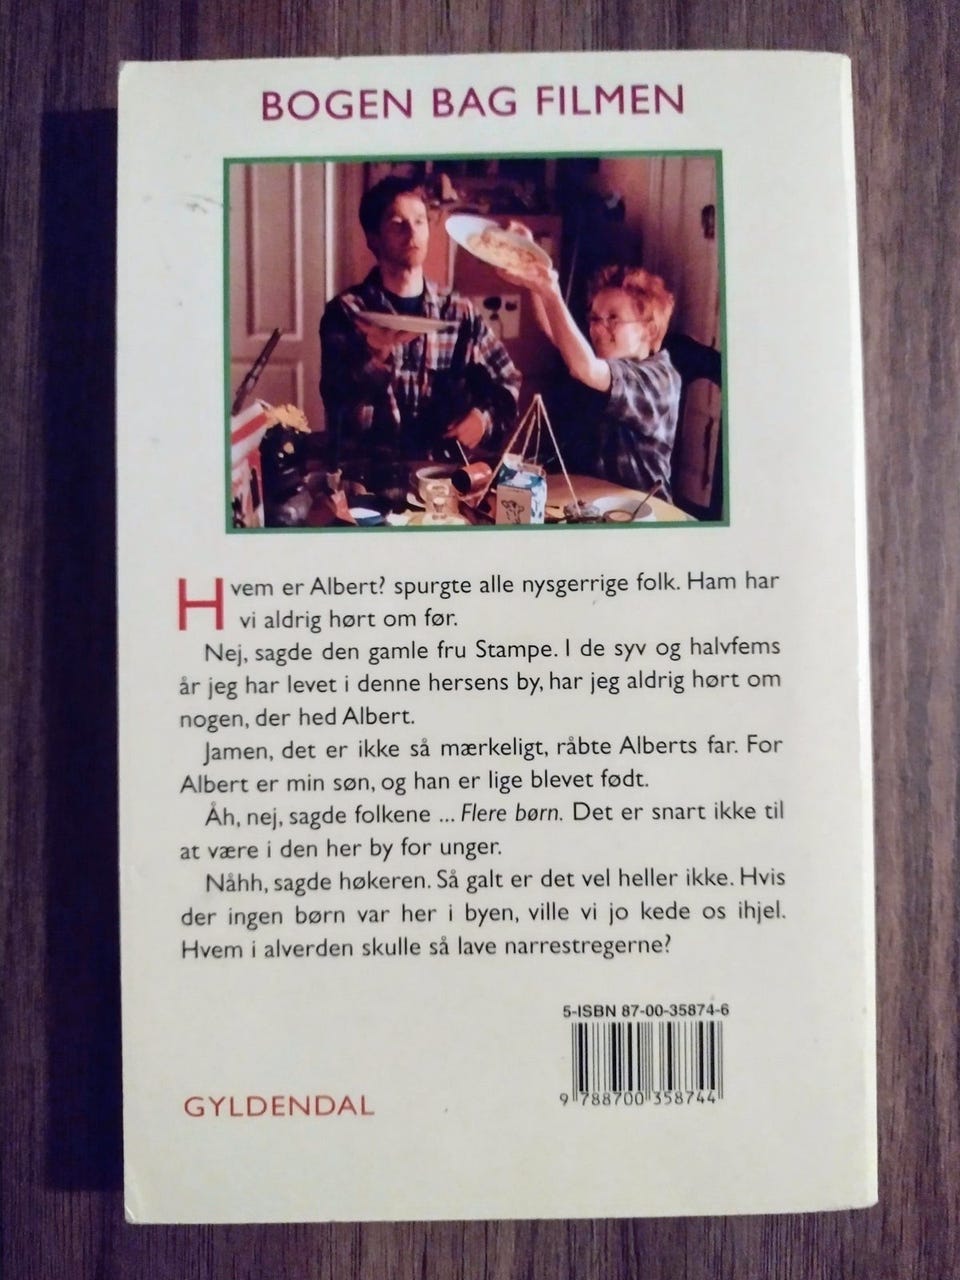 BOGEN BAG FILMEN
Hvem er Albert? spurgte alle nysgerrige folk. Ham har
vi aldrig hørt om før.
Nej, sagde den gamle fru Stampe. I de syv og halvfems
år jeg har levet i denne hersens by, har jeg aldrig hørt om
nogen, der hed Albert.
Jamen, det er ikke så mærkeligt, råbte Alberts far. For
Albert er min søn, og han er lige blevet født.
Åh, nej, sagde folkene ... Flere børn. Det er snart ikke til
at være i den her by for unger.
Nåhh, sagde høkeren. Så galt er det vel heller ikke. Hvis
der ingen børn var her i byen, ville vi jo kede os ihjel.
Hvem i alverden skulle så lave narrestregerne?
5-ISBN 87-00-35874-6
9 788700 358744
GYLDENDAL